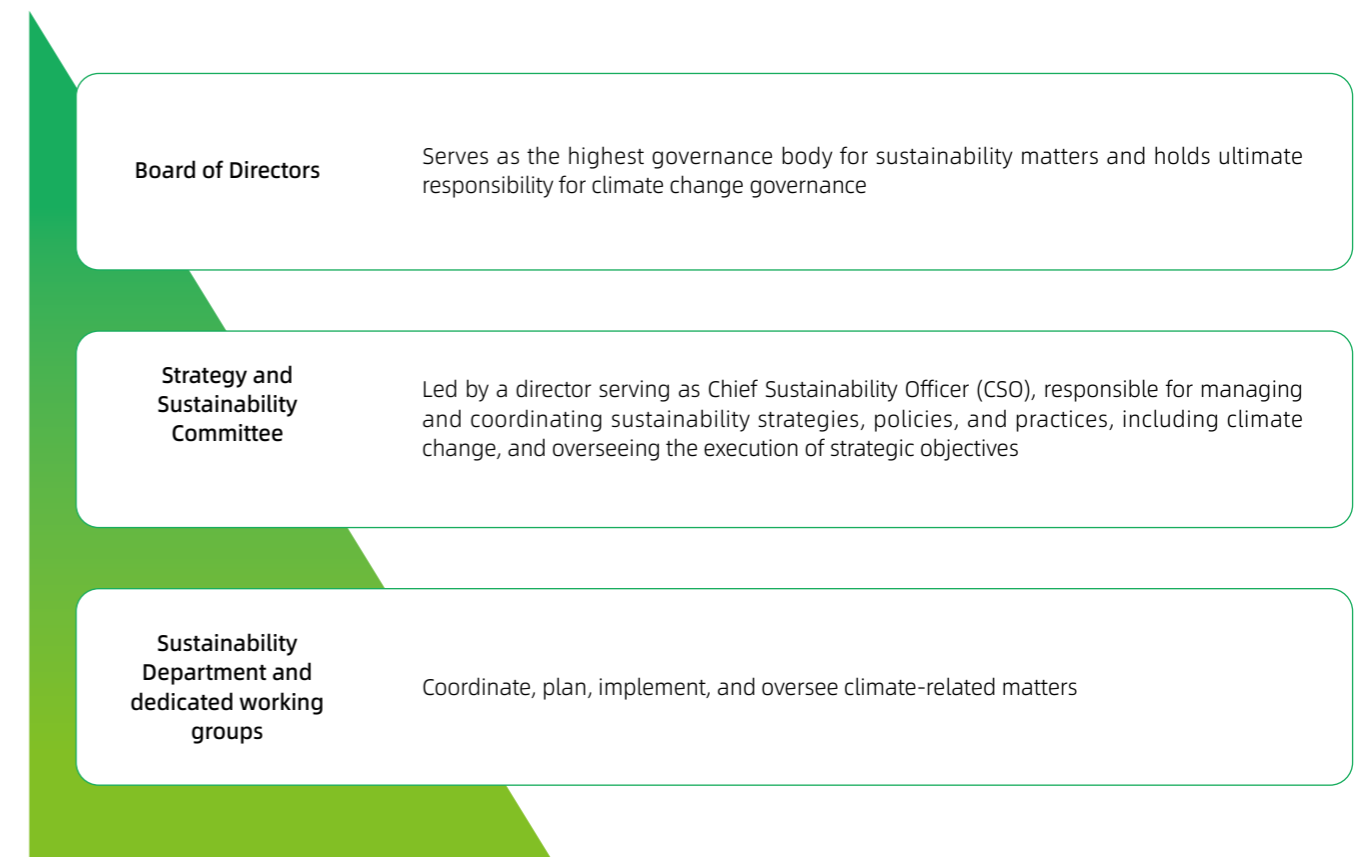 Board of Directors
Serves as the highest governance body for sustainability matters and holds ultimate
responsibility for climate change governance
Strategy and
Sustainability
Committee
Led by a director serving as Chief Sustainability Officer (CSO), responsible for managing
and coordinating sustainability strategies, policies, and practices, including climate
change, and overseeing the execution of strategic objectives
Sustainability
Department and
dedicated working
groups
Coordinate, plan, implement, and oversee climate-related matters